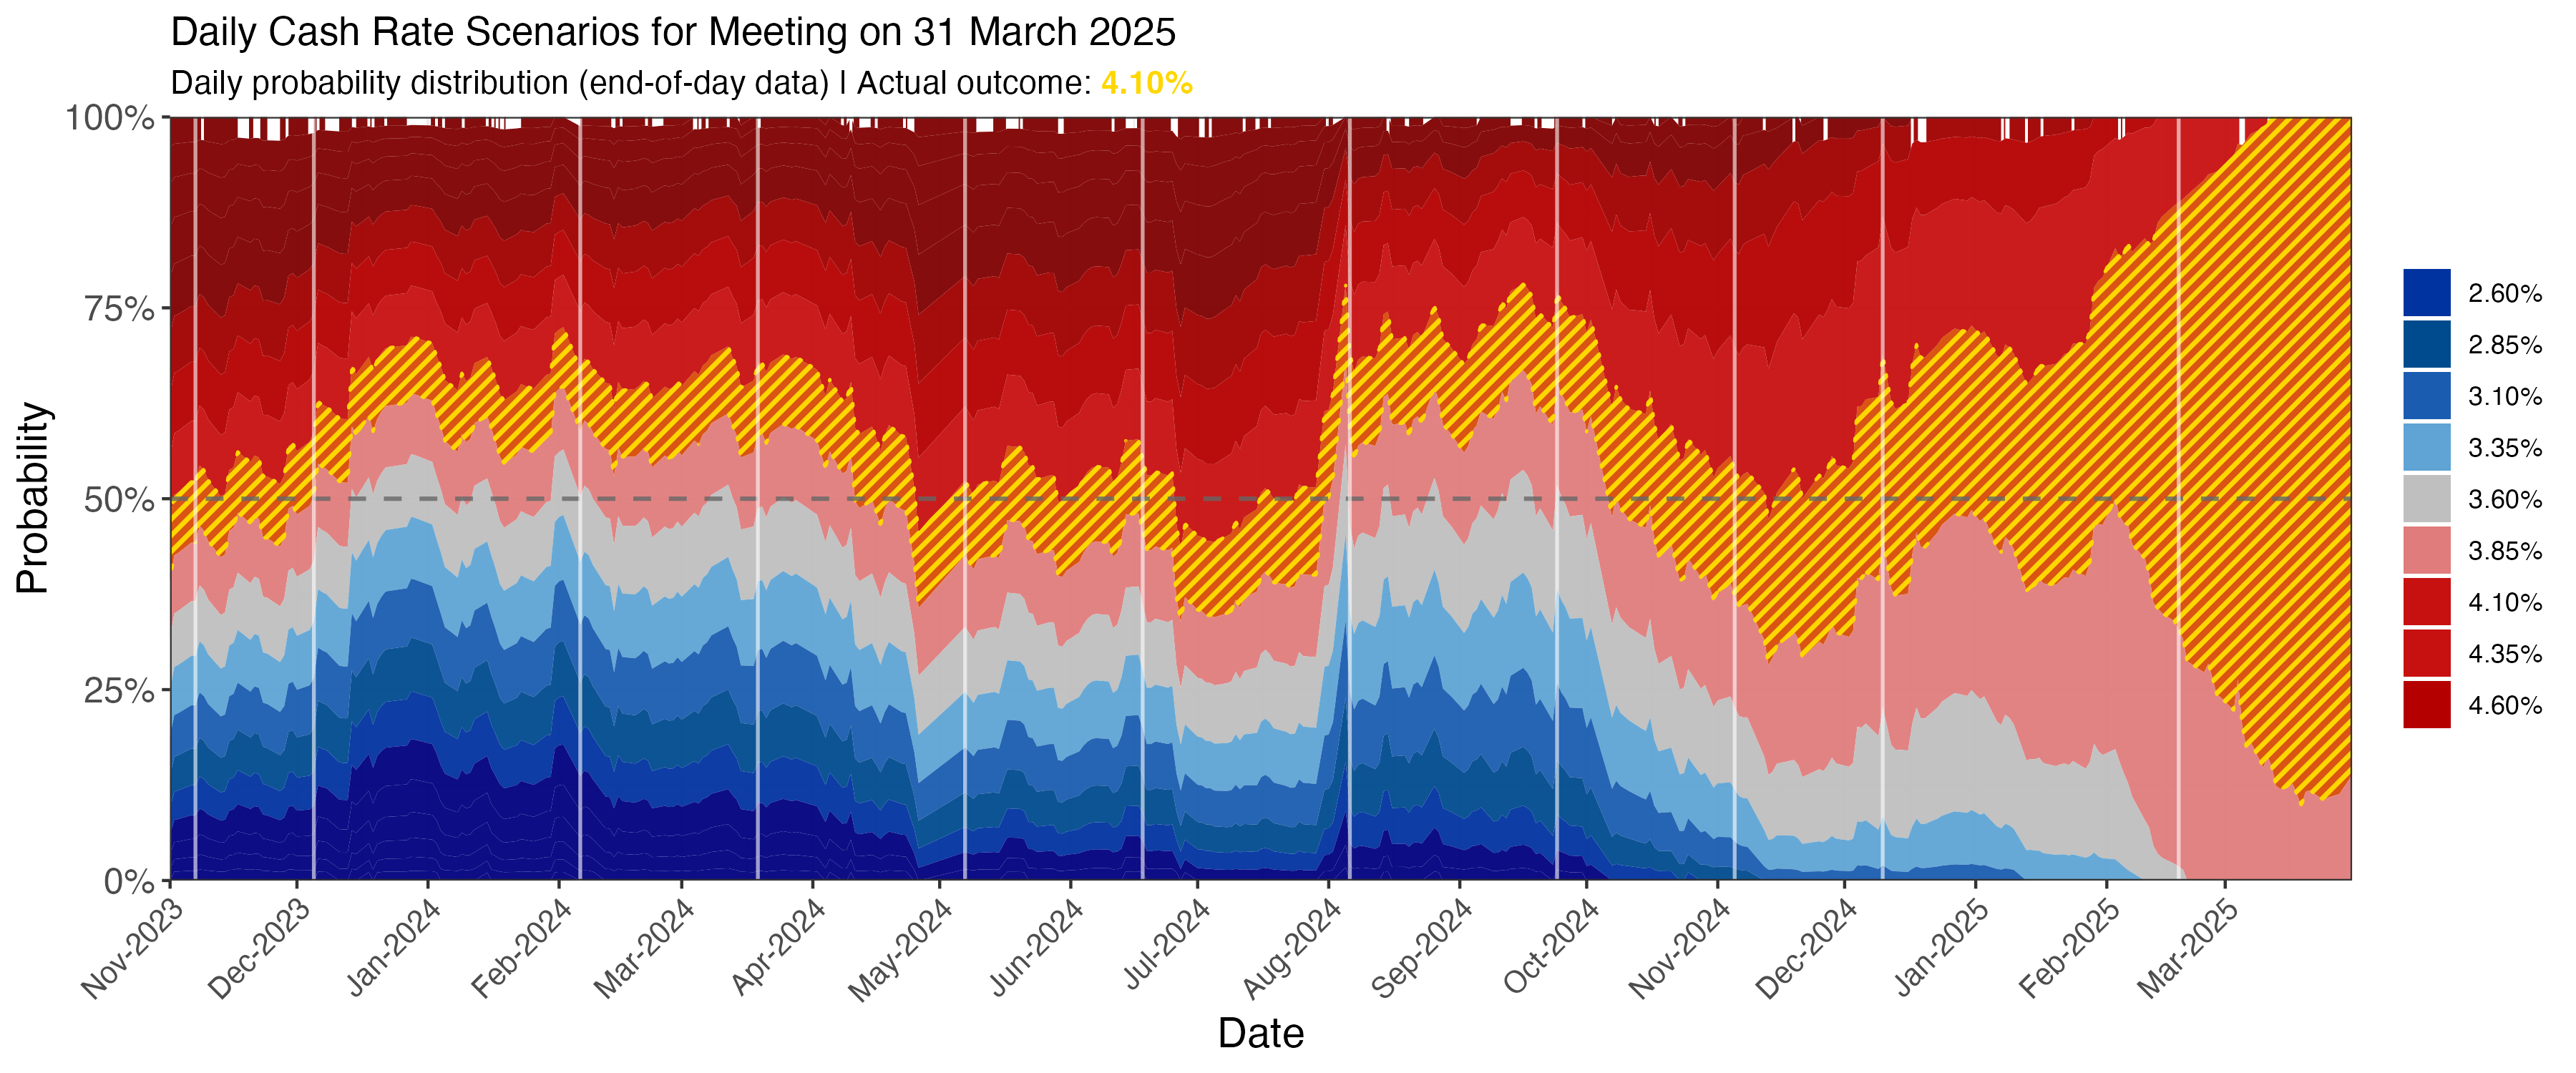 Daily Cash Rate Scenarios for Meeting on 31 March 2025
Daily probability distribution (end-of-day data) | Actual outcome: 4.10%
Probability
100%
75%
50%
25%
0%
Nov-2023
Dec-2023
Jan-2024
Feb-2024
Mar-2024
Apr-2024
May-2024
Jun-2024
Jul-2024
Aug-2024
Sep-2024
Oct-2024
Nov-2024
Dec-2024
Jan-2025
Feb-2025
Mar-2025
Date
2.60%
2.85%
3.10%
3.35%
3.60%
3.85%
4.10%
4.35%
4.60%